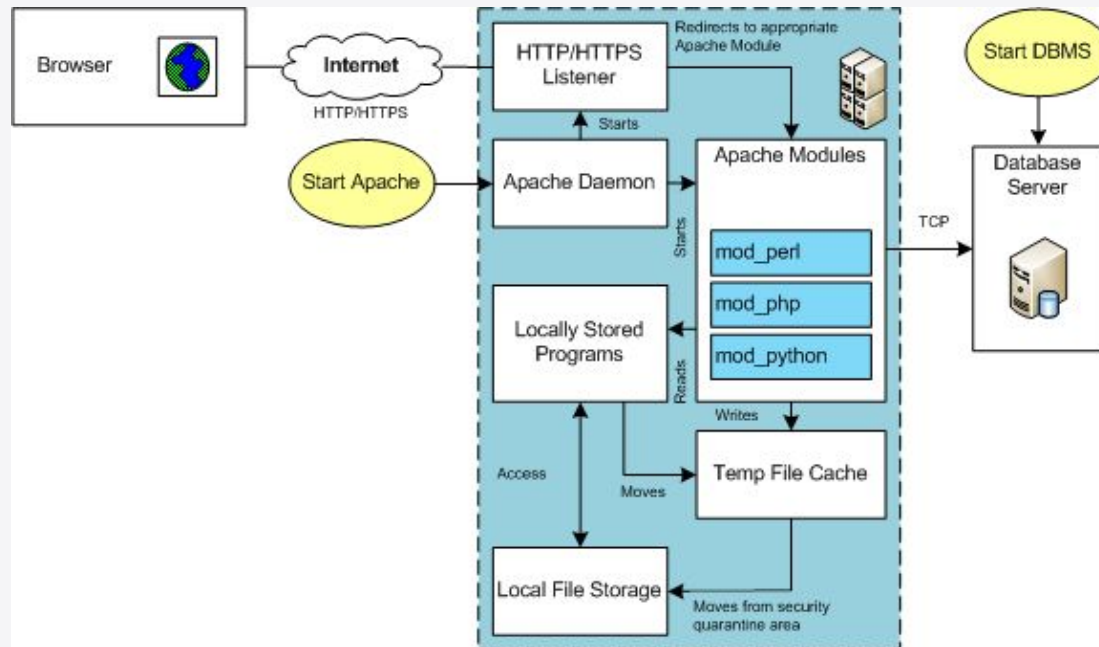 Browser
Internet
HTTP/HTTPS
HTTP/HTTPS
Listener
Redirects to appropriate
Apache Module
Start DBMS
Starts
Start Apache
Apache Daemon
Starts
Apache Modules
mod_perl
mod_php
mod_python
TCP
Database
Server
Locally Stored
Programs
Reads
Writes
Access
Moves
Temp File Cache
Local File Storage
Moves from security
quarantine area